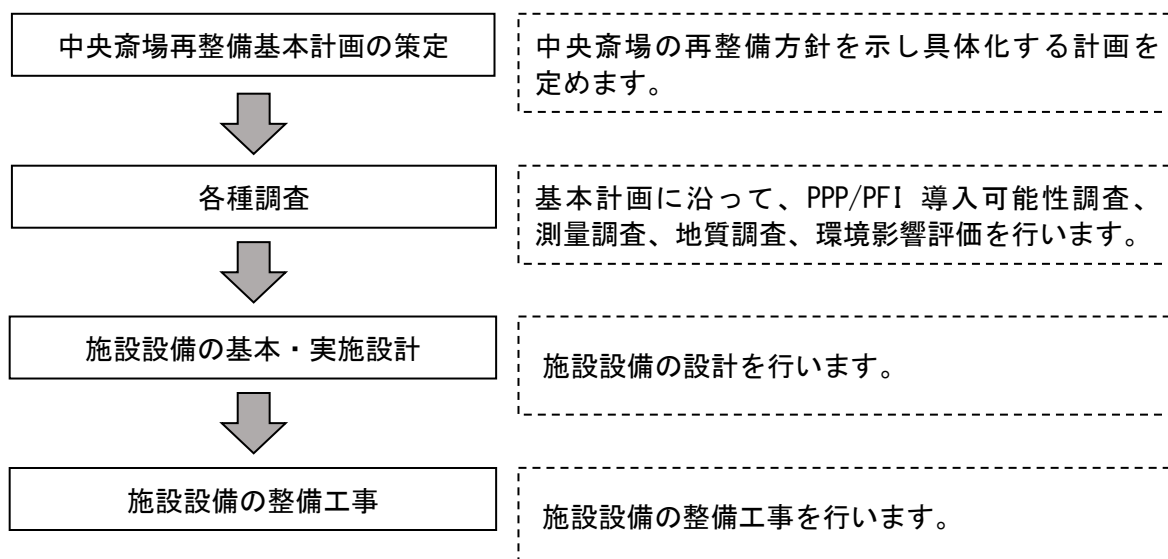 中央斎場再整備基本計画の策定
中央斎場の再整備方針を示し具体化する計画を
定めます。
各種調査
基本計画に沿って、PPP/PFI 導入可能性調査、
測量調査、地質調査、環境影響評価を行います。
施設設備の基本・実施設計
施設設備の設計を行います。
施設設備の整備工事
施設設備の整備工事を行います。